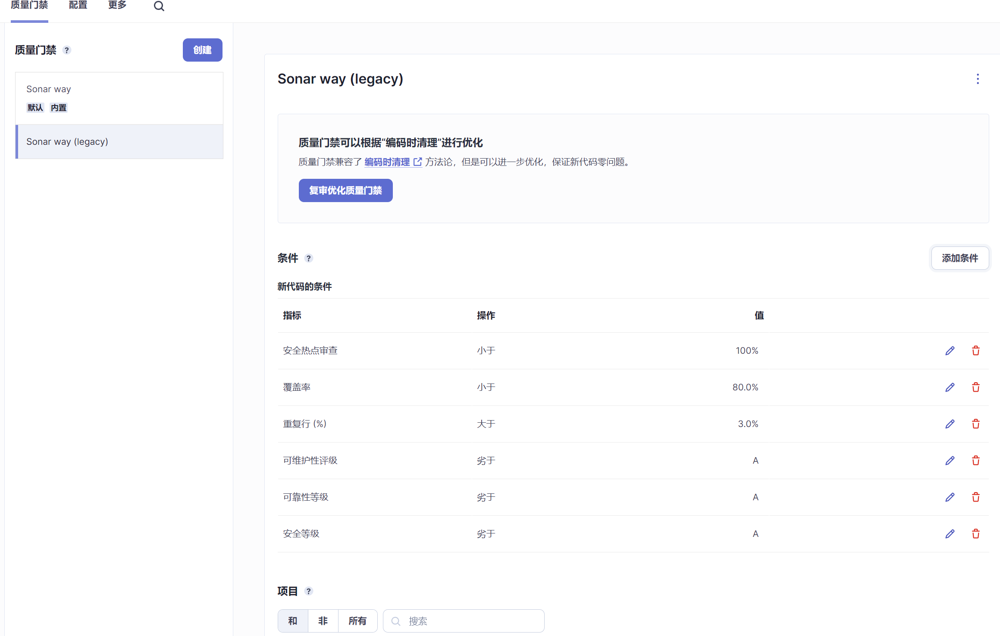 质量门禁 配置 更多
质量门禁 ? 创建
Sonar way
默认 内置
Sonar way (legacy)
Sonar way (legacy)
质量门禁可以根据“编码时清理”进行优化
质量门禁兼容了 编码时清理 方法论，但是可以进一步优化，保证新代码零问题。
复审优化质量门禁
条件 ? 添加条件
新代码的条件
指标 操作 值
安全热点审查 小于 100%
覆盖率 小于 80.0%
重复行 (%) 大于 3.0%
可维护性评级 劣于 A
可靠性等级 劣于 A
安全等级 劣于 A
项目 ?
和 非 所有 搜索